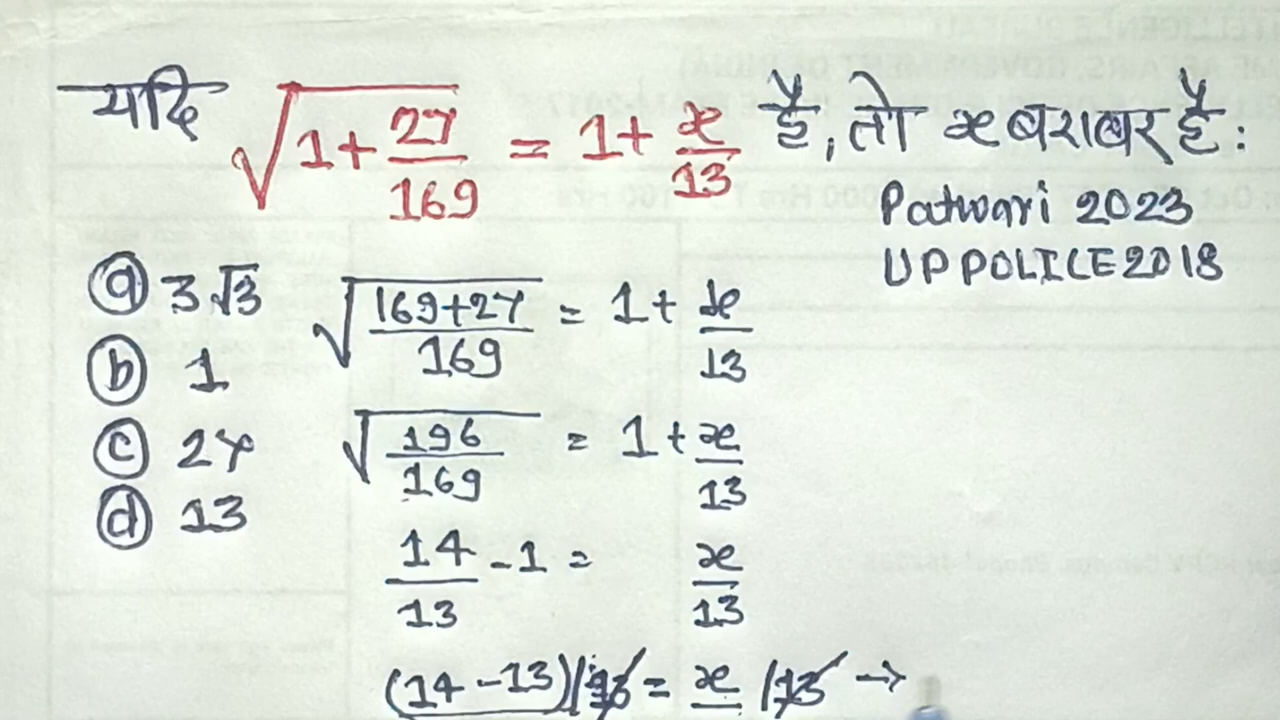 यदि √(1+27/169) = 1+x/13 है, तो x बराबर है:
Patwari 2023
UP POLICE 2018
ⓐ 3√3
ⓑ 1
ⓒ 27
ⓓ 13
√((169+27)/169) = 1+x/13
√(196/169) = 1+x/13
14/13 - 1 = x/13
(14-13)/13 = x/13 →